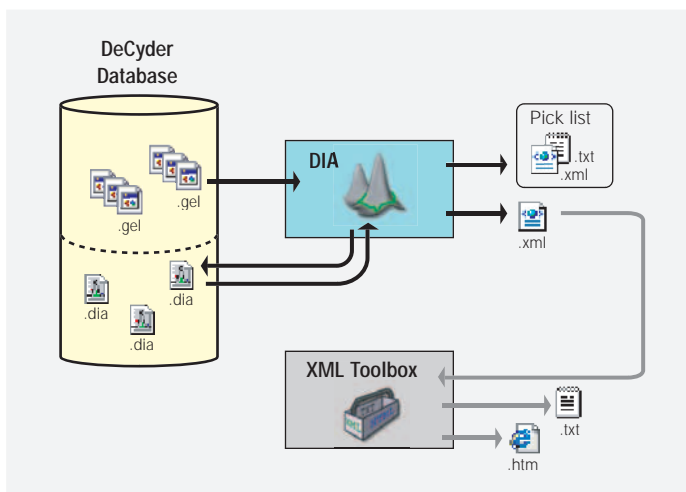 DeCyder
Database
.gel
.gel
.dia
.dia
.dia
DIA
Pick list
.txt
.xml
.xml
XML Toolbox
.txt
.htm